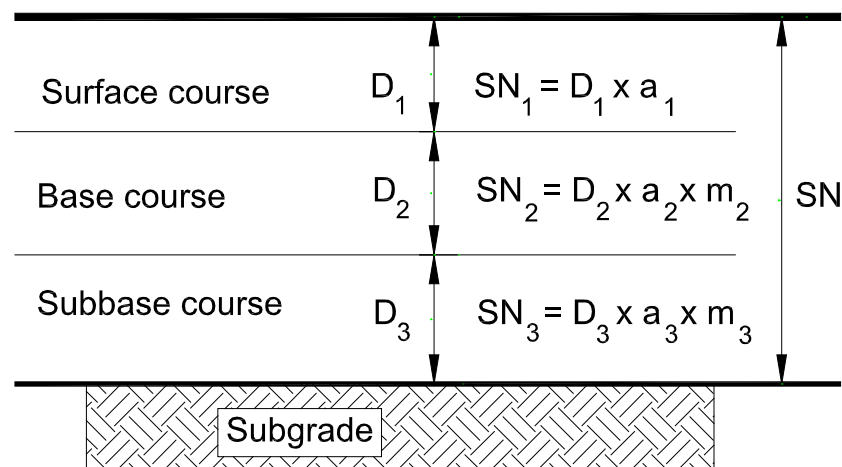 Surface course D₁ SN₁ = D₁ x a₁
Base course D₂ SN₂ = D₂ x a₂ x m₂ SN
Subbase course D₃ SN₃ = D₃ x a₃ x m₃
Subgrade